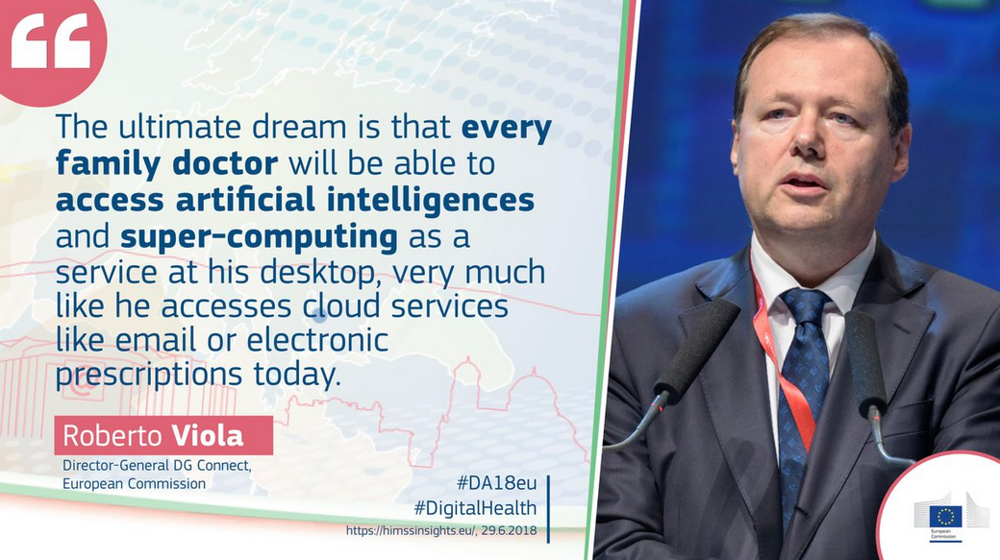 The ultimate dream is that every
family doctor will be able to
access artificial intelligences
and super-computing as a
service at his desktop, very much
like he accesses cloud services
like email or electronic
prescriptions today.
Roberto Viola
Director-General DG Connect,
European Commission
#DA18eu
#DigitalHealth
https://himssinsights.eu/, 29.6.2018
European
Commission